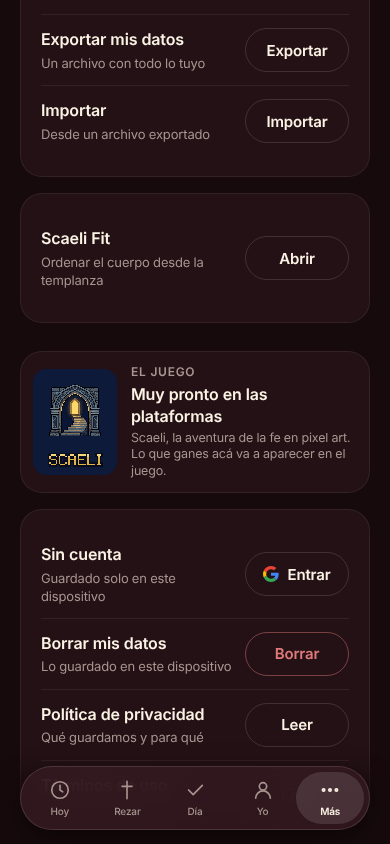 Exportar mis datos
Un archivo con todo lo tuyo
Exportar
Importar
Desde un archivo exportado
Importar
Scaeli Fit
Ordenar el cuerpo desde la
templanza
Abrir
SCAELI
EL JUEGO
Muy pronto en las
plataformas
Scaeli, la aventura de la fe en pixel art.
Lo que ganes acá va a aparecer en el
juego.
Sin cuenta
Guardado solo en este
dispositivo
Entrar
Borrar mis datos
Lo guardado en este dispositivo
Borrar
Política de privacidad
Qué guardamos y para qué
Leer
Términos de uso
Hoy
Rezar
Día
Yo
Más